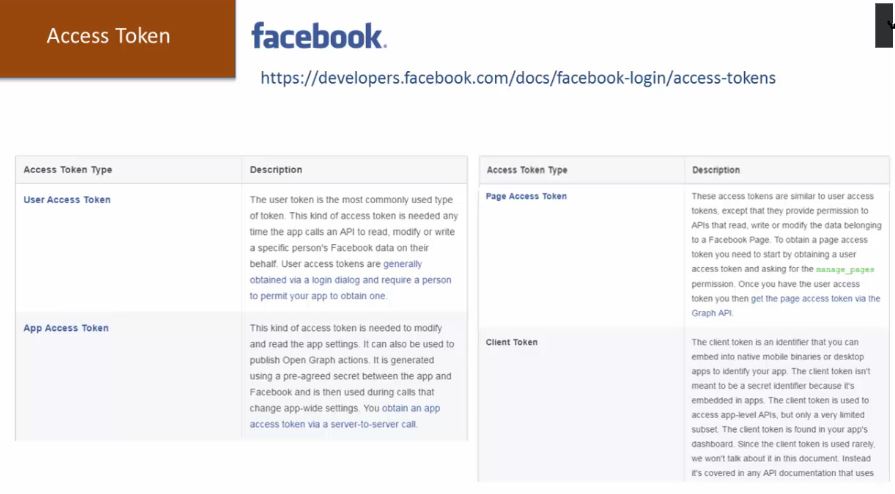 Access Token
facebook.
https://developers.facebook.com/docs/facebook-login/access-tokens
Access Token Type
Description
User Access Token
The user token is the most commonly used type
of token. This kind of access token is needed any
time the app calls an API to read, modify or write
a specific person's Facebook data on their
behalf. User access tokens are generally
obtained via a login dialog and require a person
to permit your app to obtain one.
App Access Token
This kind of access token is needed to modify
and read the app settings. It can also be used to
publish Open Graph actions. It is generated
using a pre-agreed secret between the app and
Facebook and is then used during calls that
change app-wide settings. You obtain an app
access token via a server-to-server call.
Access Token Type
Description
Page Access Token
These access tokens are similar to user access
tokens, except that they provide permission to
APIs that read, write or modify the data belonging
to a Facebook Page. To obtain a page access
token you need to start by obtaining a user
access token and asking for the manage_pages
permission. Once you have the user access
token you then get the page access token via the
Graph API.
Client Token
The client token is an identifier that you can
embed into native mobile binaries or desktop
apps to identify your app. The client token isn't
meant to be a secret identifier because it's
embedded in apps. The client token is used to
access app-level APIs, but only a very limited
subset. The client token is found in your app's
dashboard. Since the client token is used rarely,
we won't talk about it in this document. Instead
it's covered in any API documentation that uses